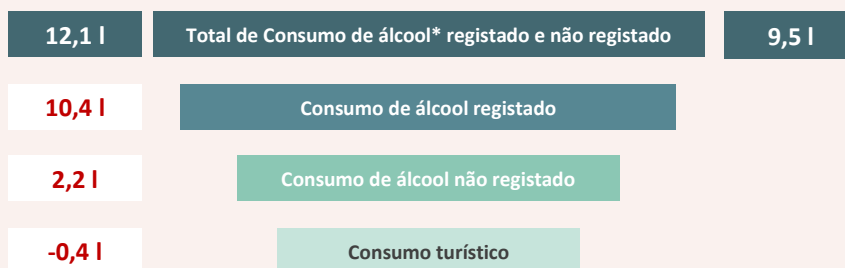 12,1 l Total de Consumo de álcool* registado e não registado 9,5 l
10,4 l Consumo de álcool registado
2,2 l Consumo de álcool não registado
-0,4 l Consumo turístico